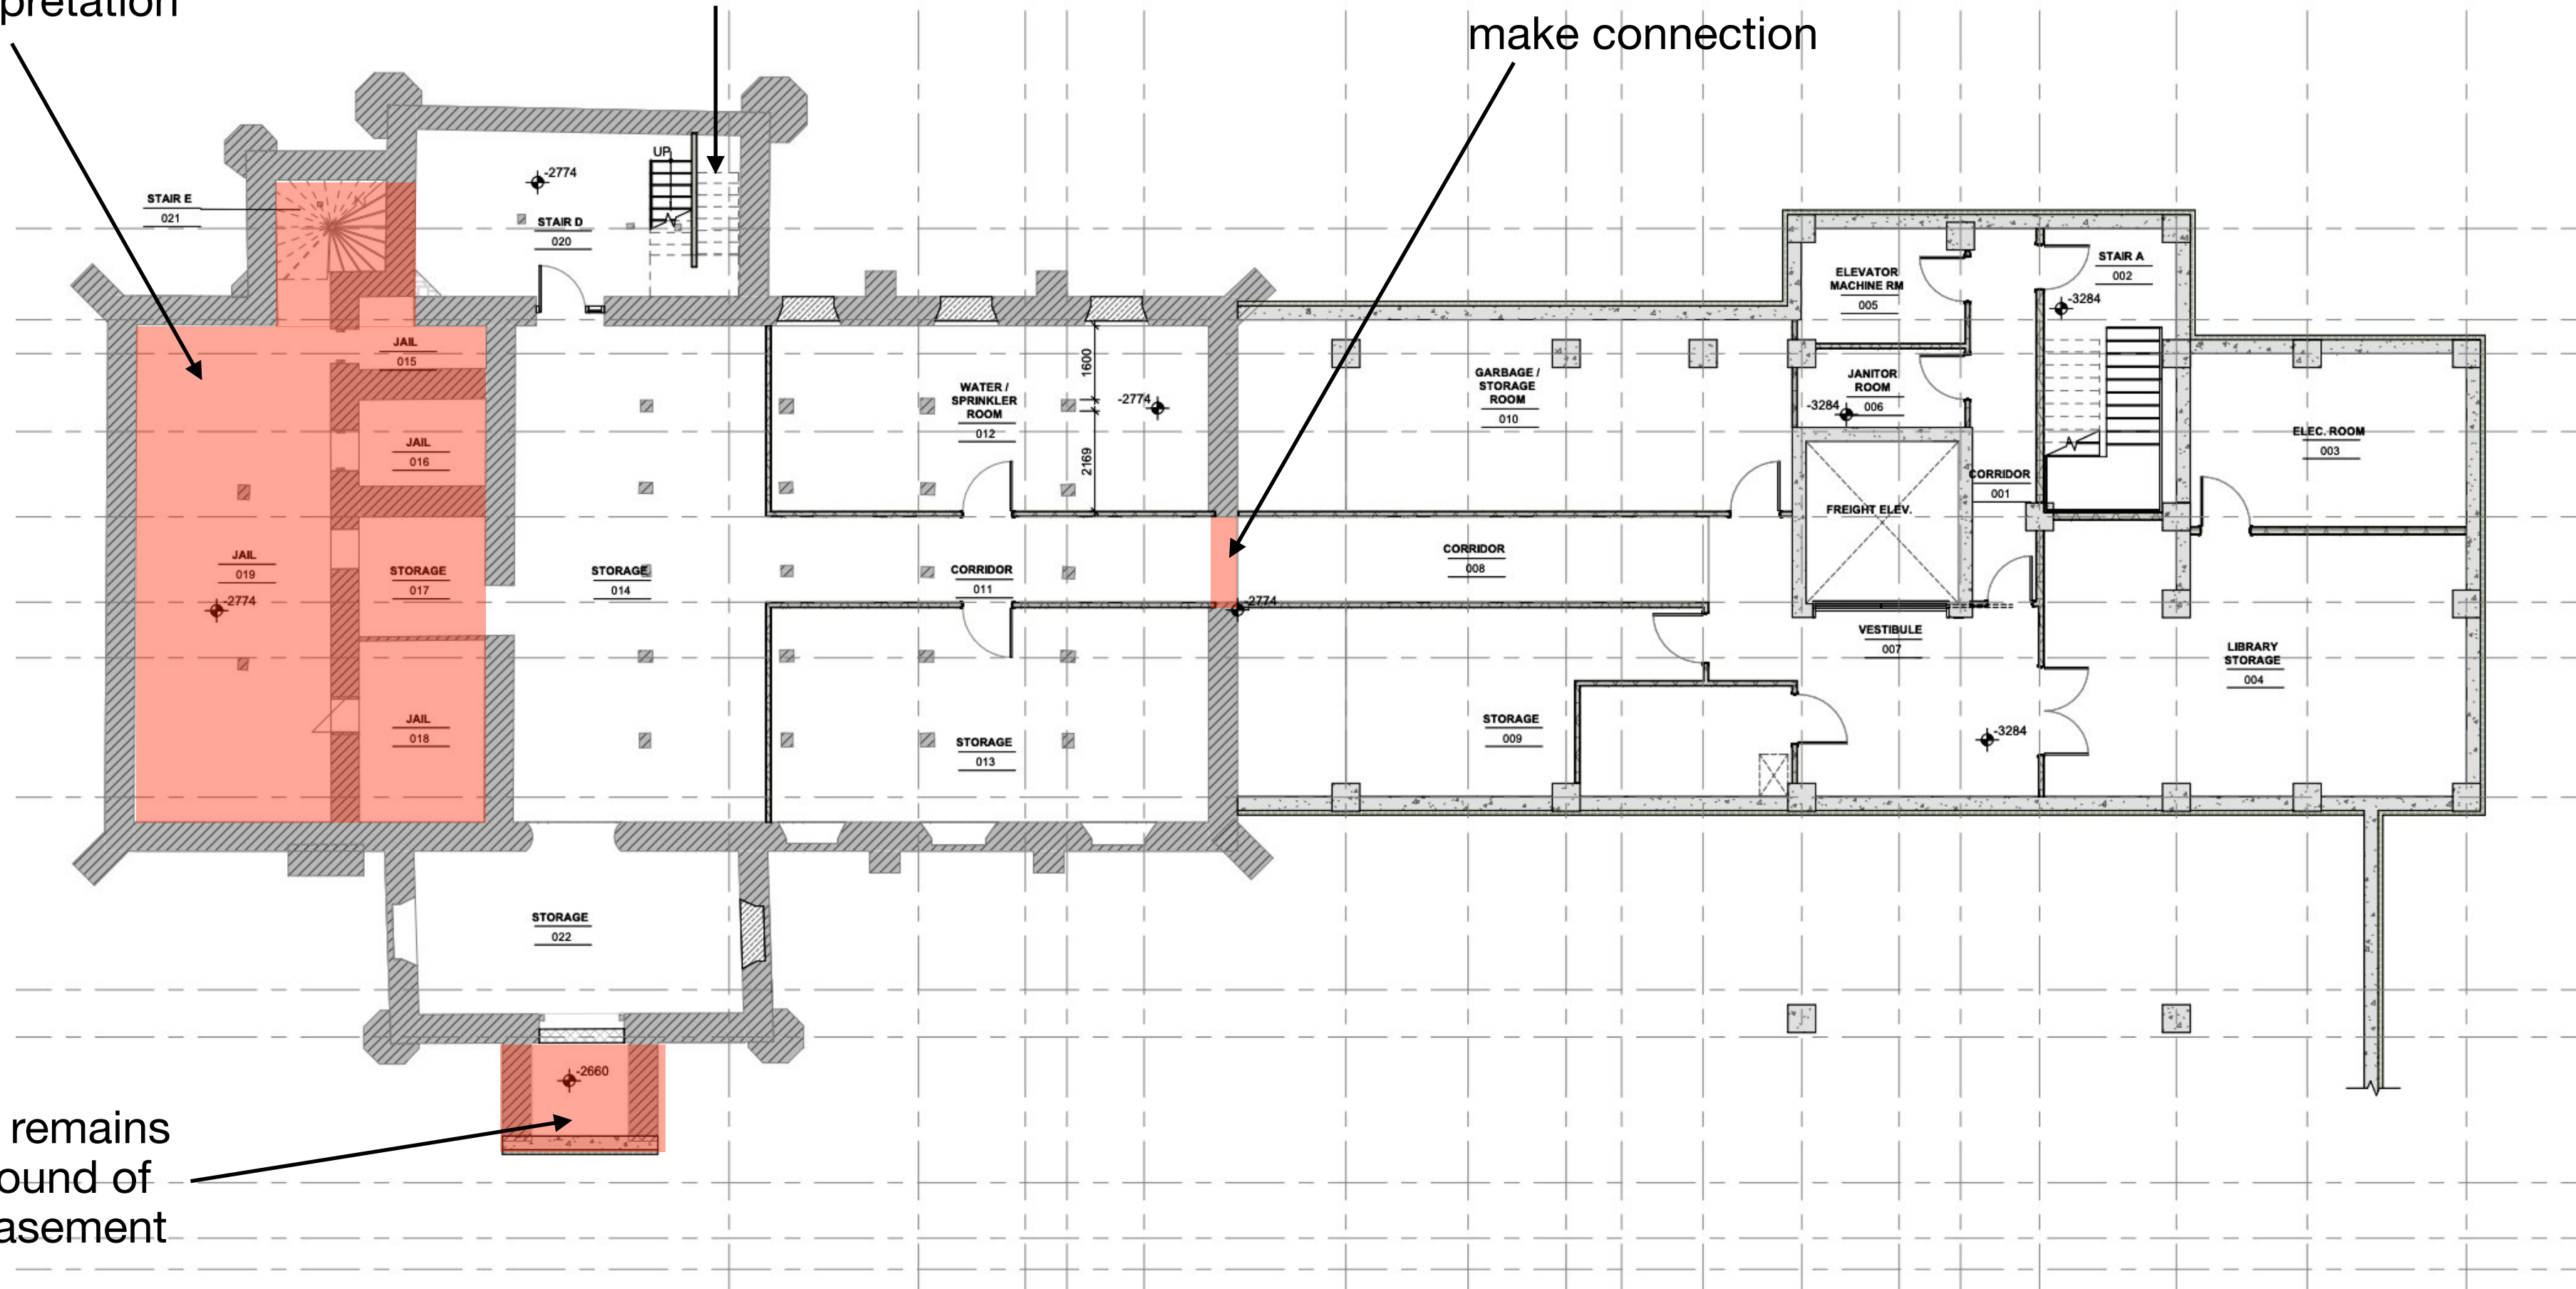 make connection
UP
-2774
STAIR E
021
STAIR D
020
STAIR A
002
-3284
ELEVATOR
MACHINE RM
005
JAIL
015
1600
WATER /
SPRINKLER
ROOM
012
-2774
GARBAGE /
STORAGE
ROOM
010
JANITOR
ROOM
006
-3284
JAIL
016
2169
ELEC. ROOM
003
CORRIDOR
001
FREIGHT ELEV.
JAIL
019
-2774
STORAGE
017
STORAGE
014
CORRIDOR
011
CORRIDOR
008
-2774
VESTIBULE
007
LIBRARY
STORAGE
004
JAIL
018
STORAGE
013
STORAGE
009
-3284
STORAGE
022
-2660
remains
of